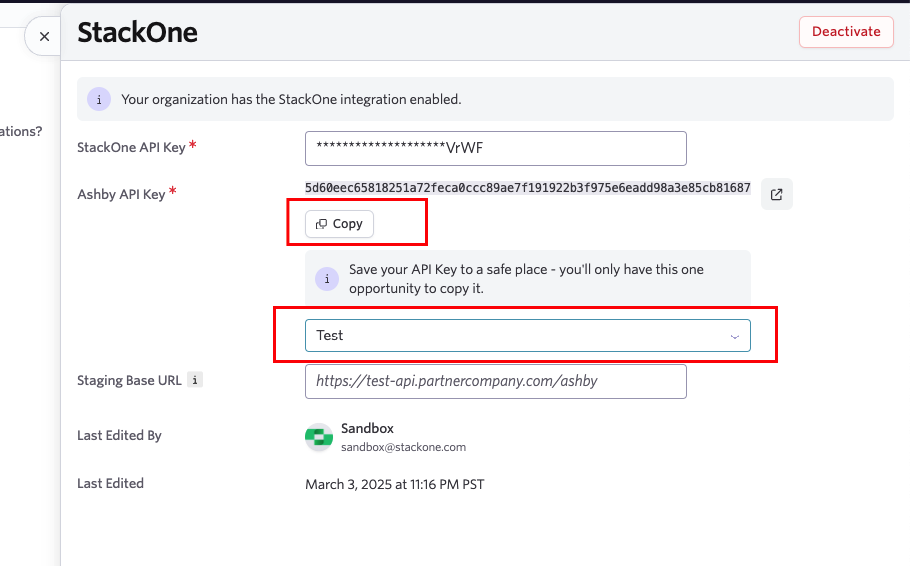 StackOne
Deactivate
i Your organization has the StackOne integration enabled.
ations?
StackOne API Key *
********************VrWF
Ashby API Key *
5d60eec65818251a72feca0ccc89ae7f191922b3f975e6eadd98a3e85cb81687
Copy
i Save your API Key to a safe place - you'll only have this one
opportunity to copy it.
Test
Staging Base URL i
https://test-api.partnercompany.com/ashby
Last Edited By
Sandbox
sandbox@stackone.com
Last Edited
March 3, 2025 at 11:16 PM PST